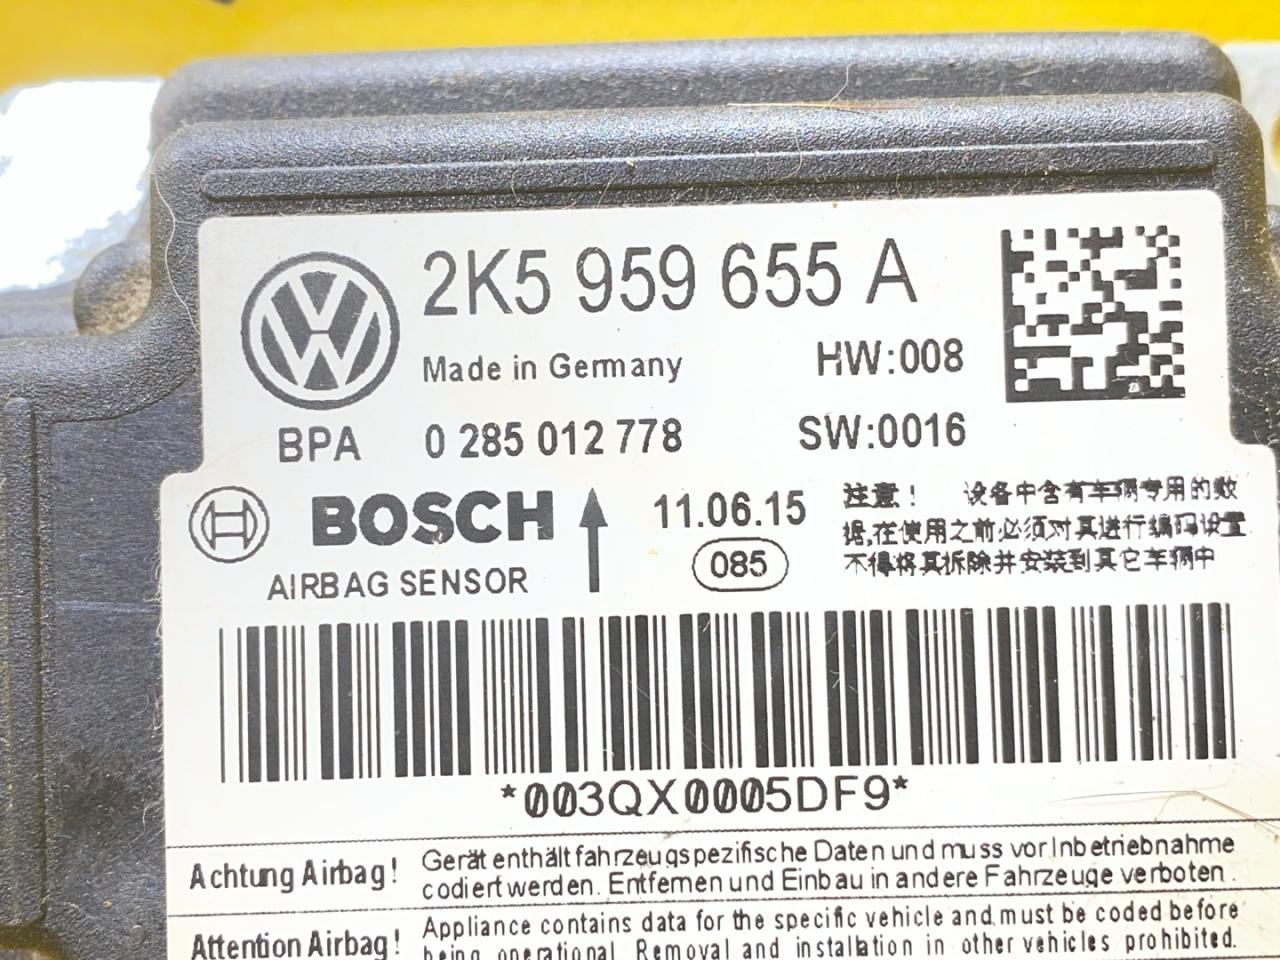 2K5 959 655 A
Made in Germany HW:008
BPA 0 285 012 778 SW:0016
BOSCH
AIRBAG SENSOR
11.06.15
085
注意！ 设备中含有车辆专用的数
据,在使用之前必须对其进行编码设置
不得将其拆除并安装到其它车辆中
*003QX0005DF9*
Achtung Airbag!
Gerät enthält fahrzeugspezifische Daten und muss vor Inbetriebnahme
codiert werden. Entfernen und Einbau in andere Fahrzeuge verboten.
Attention Airbag!
Appliance contains data for the specific vehicle and must be coded before
being operational. Removal and installation in other vehicles prohibited.